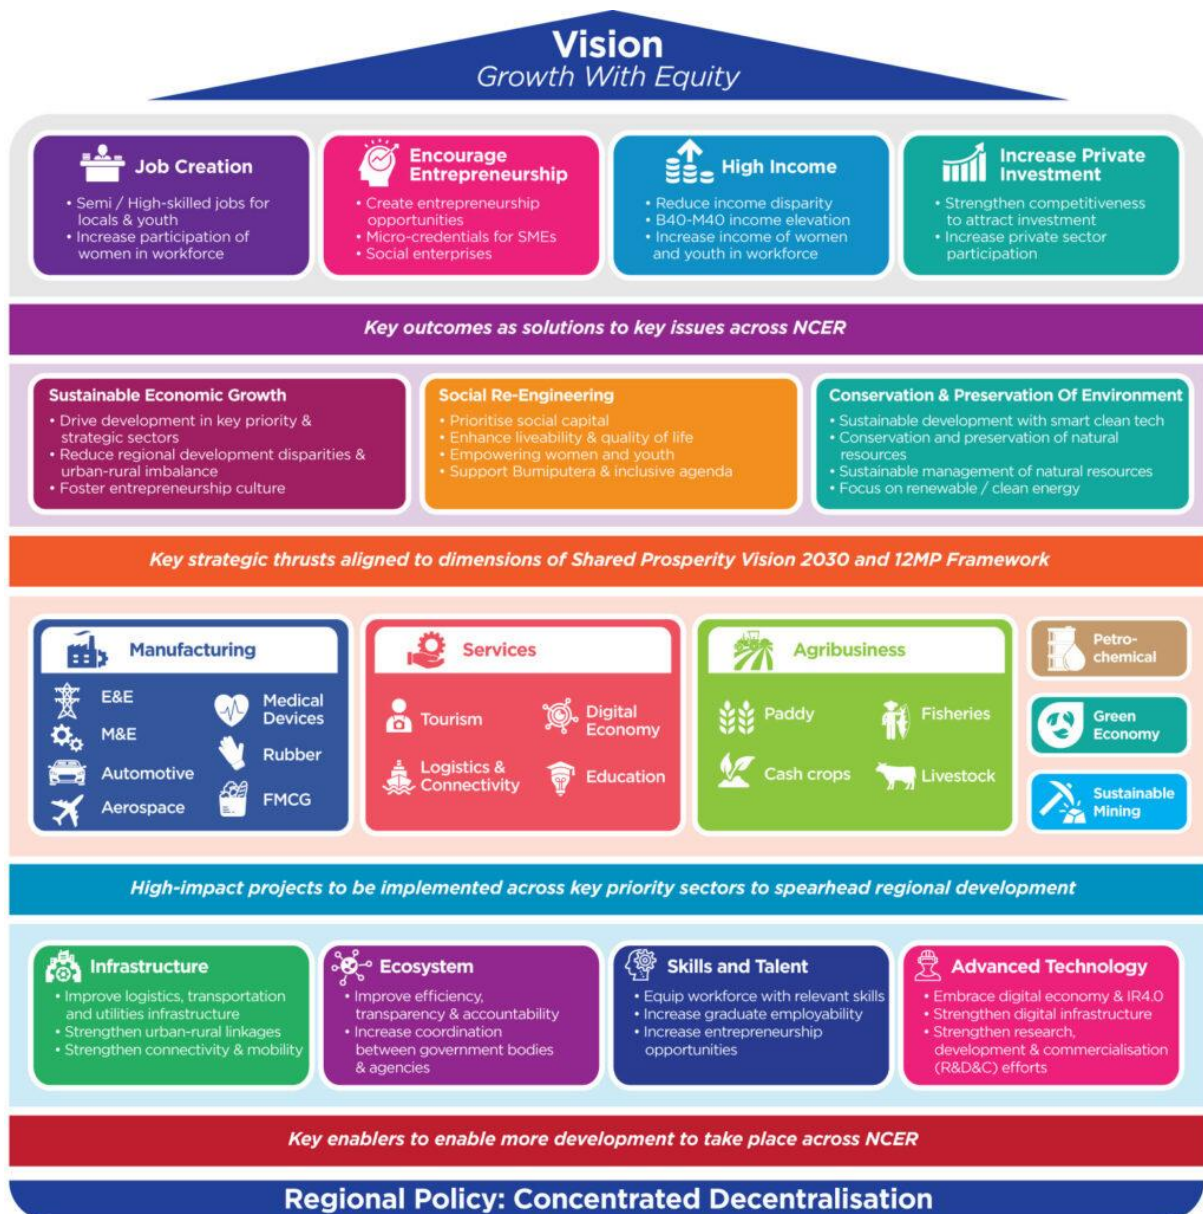 Vision
Growth With Equity
Job Creation
• Semi / High-skilled jobs for
locals & youth
• Increase participation of
women in workforce
Encourage
Entrepreneurship
• Create entrepreneurship
opportunities
• Micro-credentials for SMEs
• Social enterprises
High Income
• Reduce income disparity
• B40-M40 income elevation
• Increase income of women
and youth in workforce
Increase Private
Investment
• Strengthen competitiveness
to attract investment
• Increase private sector
participation
Key outcomes as solutions to key issues across NCER
Sustainable Economic Growth
• Drive development in key priority &
strategic sectors
• Reduce regional development disparities &
urban-rural imbalance
• Foster entrepreneurship culture
Social Re-Engineering
• Prioritise social capital
• Enhance liveability & quality of life
• Empowering women and youth
• Support Bumiputera & inclusive agenda
Conservation & Preservation Of Environment
• Sustainable development with smart clean tech
• Conservation and preservation of natural
resources
• Sustainable management of natural resources
• Focus on renewable / clean energy
Key strategic thrusts aligned to dimensions of Shared Prosperity Vision 2030 and 12MP Framework
Manufacturing
E&E
M&E
Automotive
Aerospace
Medical
Devices
Rubber
FMCG
Services
Tourism
Logistics &
Connectivity
Digital
Economy
Education
Agribusiness
Paddy
Cash crops
Fisheries
Livestock
Petro-
chemical
Green
Economy
Sustainable
Mining
High-impact projects to be implemented across key priority sectors to spearhead regional development
Infrastructure
• Improve logistics, transportation
and utilities infrastructure
• Strengthen urban-rural linkages
• Strengthen connectivity & mobility
Ecosystem
• Improve efficiency,
transparency & accountability
• Increase coordination
between government bodies
& agencies
Skills and Talent
• Equip workforce with relevant skills
• Increase graduate employability
• Increase entrepreneurship
opportunities
Advanced Technology
• Embrace digital economy & IR4.0
• Strengthen digital infrastructure
• Strengthen research,
development & commercialisation
(R&D&C) efforts
Key enablers to enable more development to take place across NCER
Regional Policy: Concentrated Decentralisation